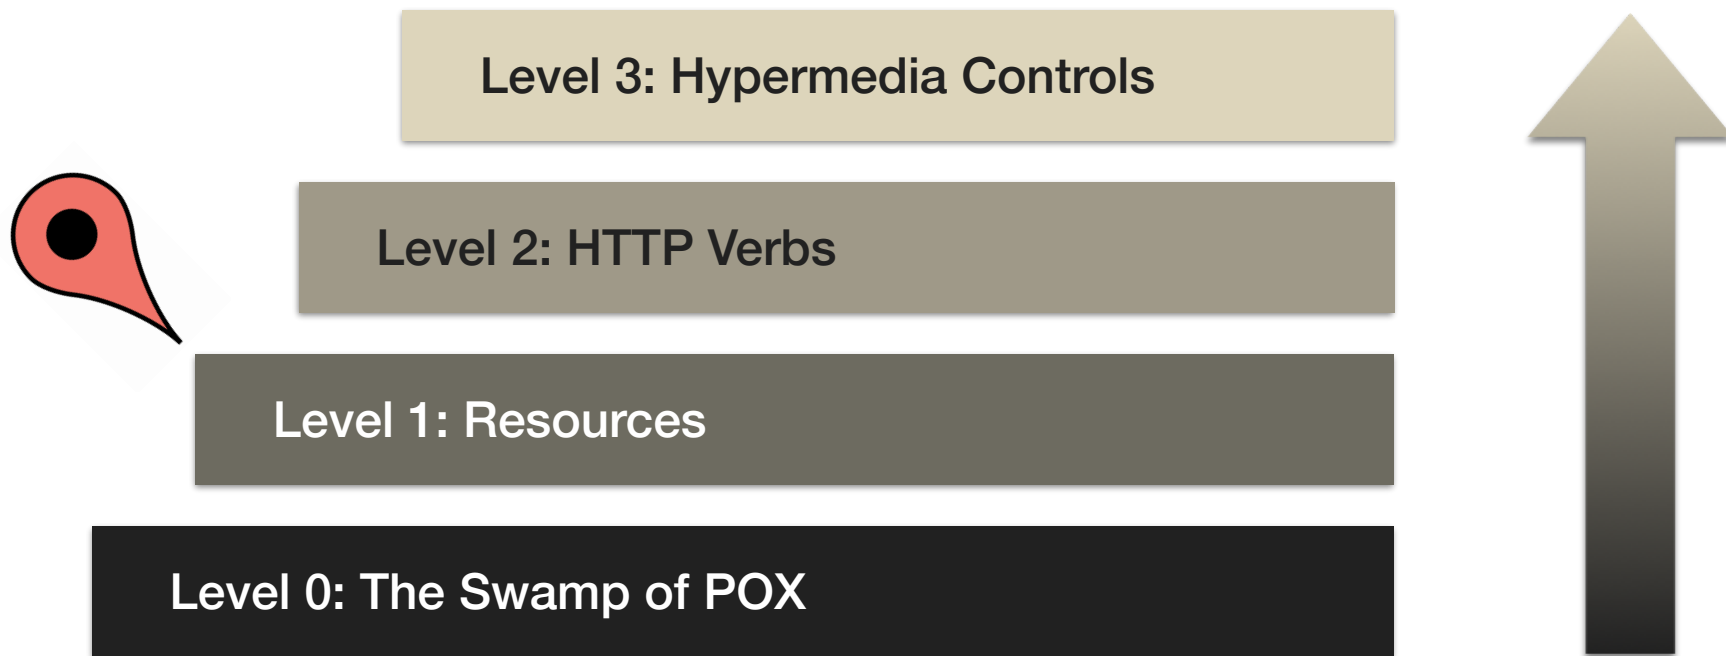 Level 3: Hypermedia Controls
Level 2: HTTP Verbs
Level 1: Resources
Level 0: The Swamp of POX